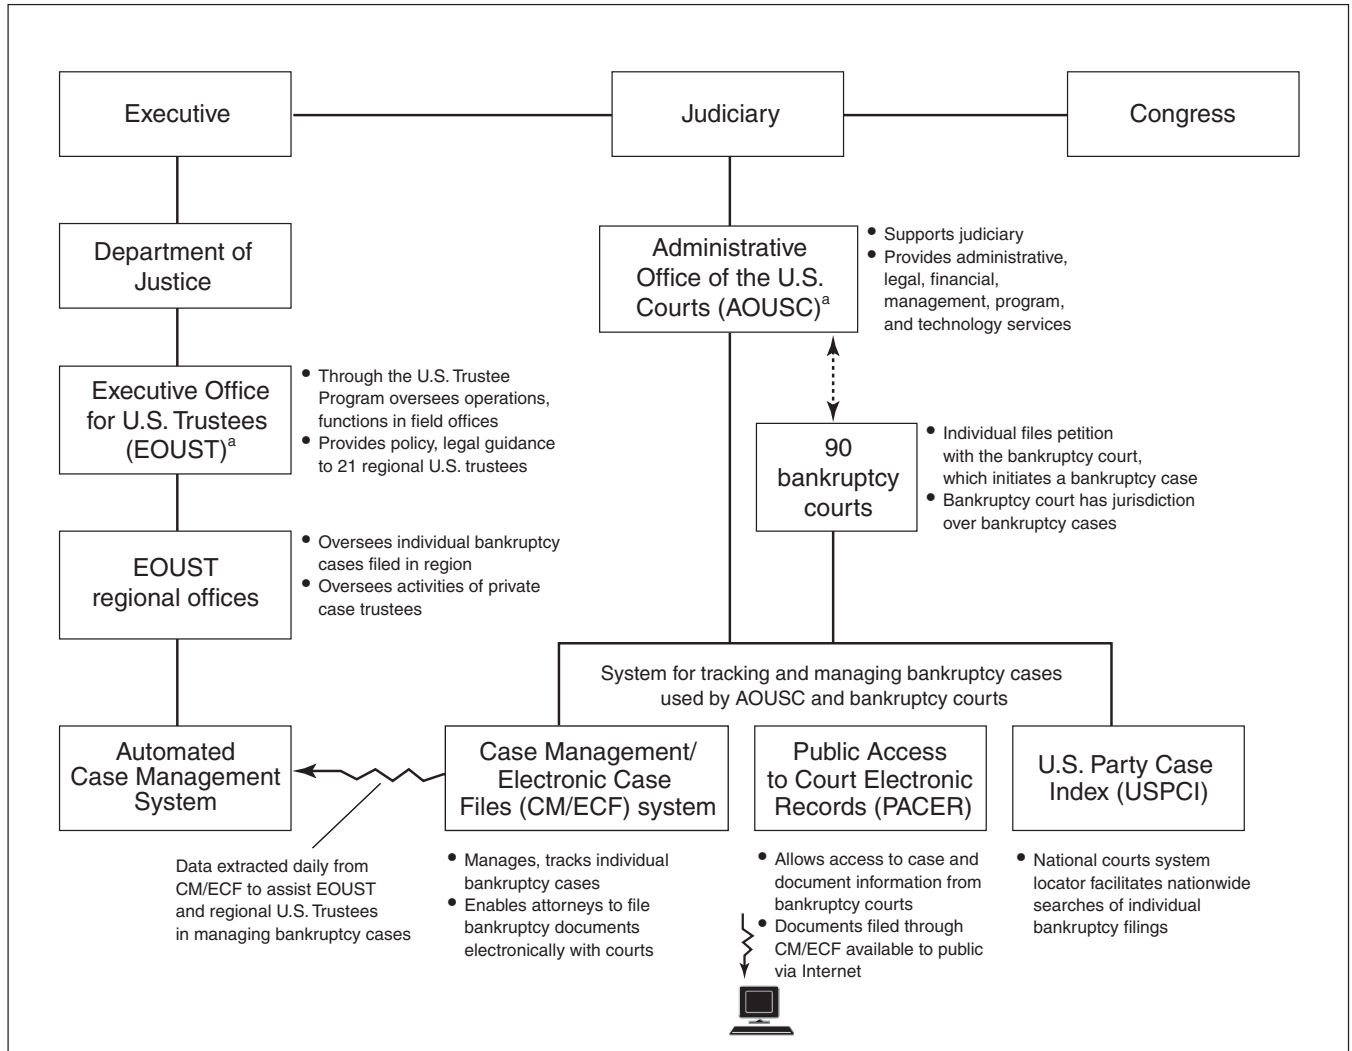 Executive
Judiciary
Congress
Department of
Justice
Administrative
Office of the U.S.
Courts (AOUSC)a
• Supports judiciary
• Provides administrative,
legal, financial,
management, program,
and technology services
Executive Office
for U.S. Trustees
(EOUST)a
• Through the U.S. Trustee
Program oversees operations,
functions in field offices
• Provides policy, legal guidance
to 21 regional U.S. trustees
90
bankruptcy
courts
• Individual files petition
with the bankruptcy court,
which initiates a bankruptcy case
• Bankruptcy court has jurisdiction
over bankruptcy cases
EOUST
regional offices
• Oversees individual bankruptcy
cases filed in region
• Oversees activities of private
case trustees
System for tracking and managing bankruptcy cases
used by AOUSC and bankruptcy courts
Automated
Case Management
System
Case Management/
Electronic Case
Files (CM/ECF) system
Public Access
to Court Electronic
Records (PACER)
U.S. Party Case
Index (USPCI)
Data extracted daily from
CM/ECF to assist EOUST
and regional U.S. Trustees
in managing bankruptcy cases
• Manages, tracks individual
bankruptcy cases
• Enables attorneys to file
bankruptcy documents
electronically with courts
• Allows access to case and
document information from
bankruptcy courts
• Documents filed through
CM/ECF available to public
via Internet
• National courts system
locator facilitates nationwide
searches of individual
bankruptcy filings